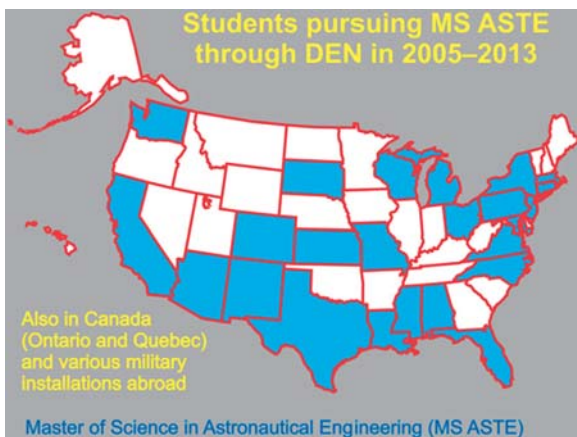 Students pursuing MS ASTE
through DEN in 2005–2013
Also in Canada
(Ontario and Quebec)
and various military
installations abroad
Master of Science in Astronautical Engineering (MS ASTE)